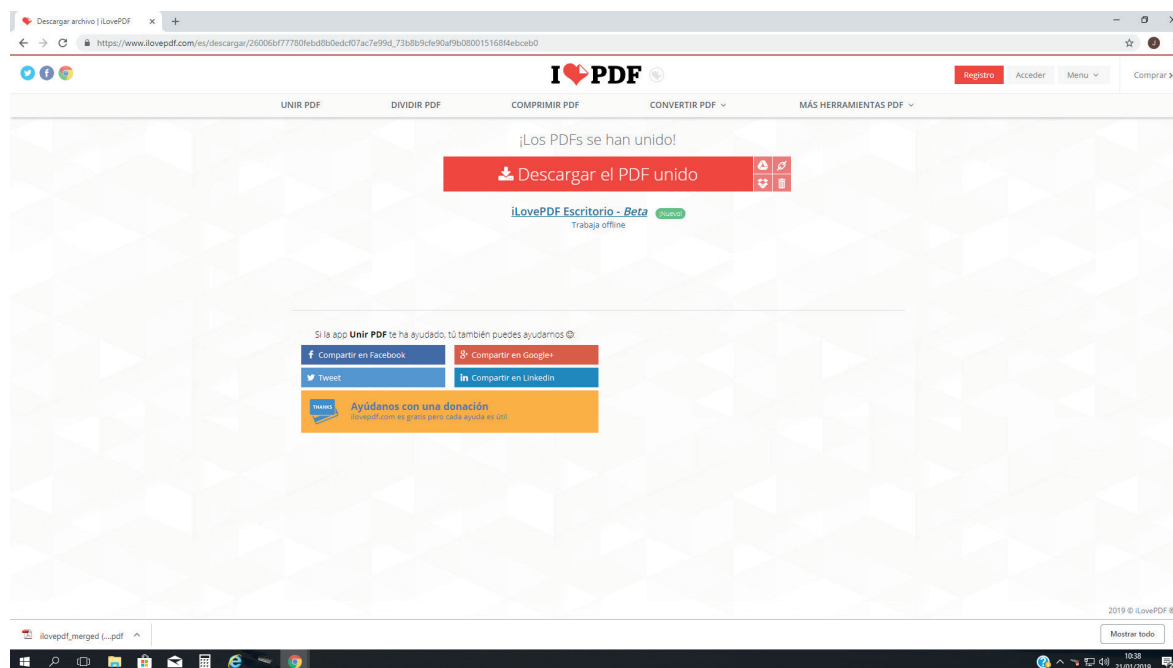 Descargar archivo | iLovePDF
https://www.ilovepdf.com/es/descargar/26006bf77780febd8b0edcf07ac7e99d_73b8b9cfe90af9b080015168f4ebceb0
J
I PDF
Registro Acceder Menu Comprar
UNIR PDF DIVIDIR PDF COMPRIMIR PDF CONVERTIR PDF MÁS HERRAMIENTAS PDF
¡Los PDFs se han unido!
Descargar el PDF unido
iLovePDF Escritorio - Beta ¡Nuevo!
Trabaja offline
Si la app Unir PDF te ha ayudado, tú también puedes ayudarnos
Compartir en Facebook
Compartir en Google+
Tweet
Compartir en Linkedin
THANKS
Ayúdanos con una donación
ilovepdf.com es gratis pero cada ayuda es útil
2019 © iLovePDF ®
ilovepdf_merged (....pdf
Mostrar todo
10:38
21/01/2019